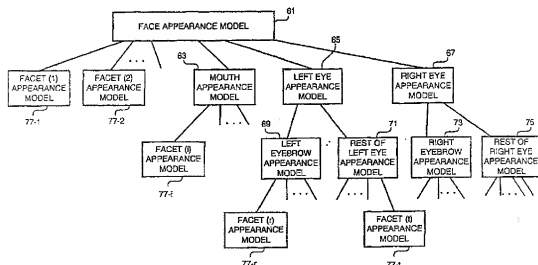 61
FACE APPEARANCE MODEL
63
65
67
FACET (1) APPEARANCE MODEL
77-1
FACET (2) APPEARANCE MODEL
77-2
...
MOUTH APPEARANCE MODEL
LEFT EYE APPEARANCE MODEL
RIGHT EYE APPEARANCE MODEL
69
71
73
75
FACET (i) APPEARANCE MODEL
77-i
...
LEFT EYEBROW APPEARANCE MODEL
REST OF LEFT EYE APPEARANCE MODEL
RIGHT EYEBROW APPEARANCE MODEL
REST OF RIGHT EYE APPEARANCE MODEL
...
...
...
...
FACET (r) APPEARANCE MODEL
77-r
FACET (t) APPEARANCE MODEL
77-t